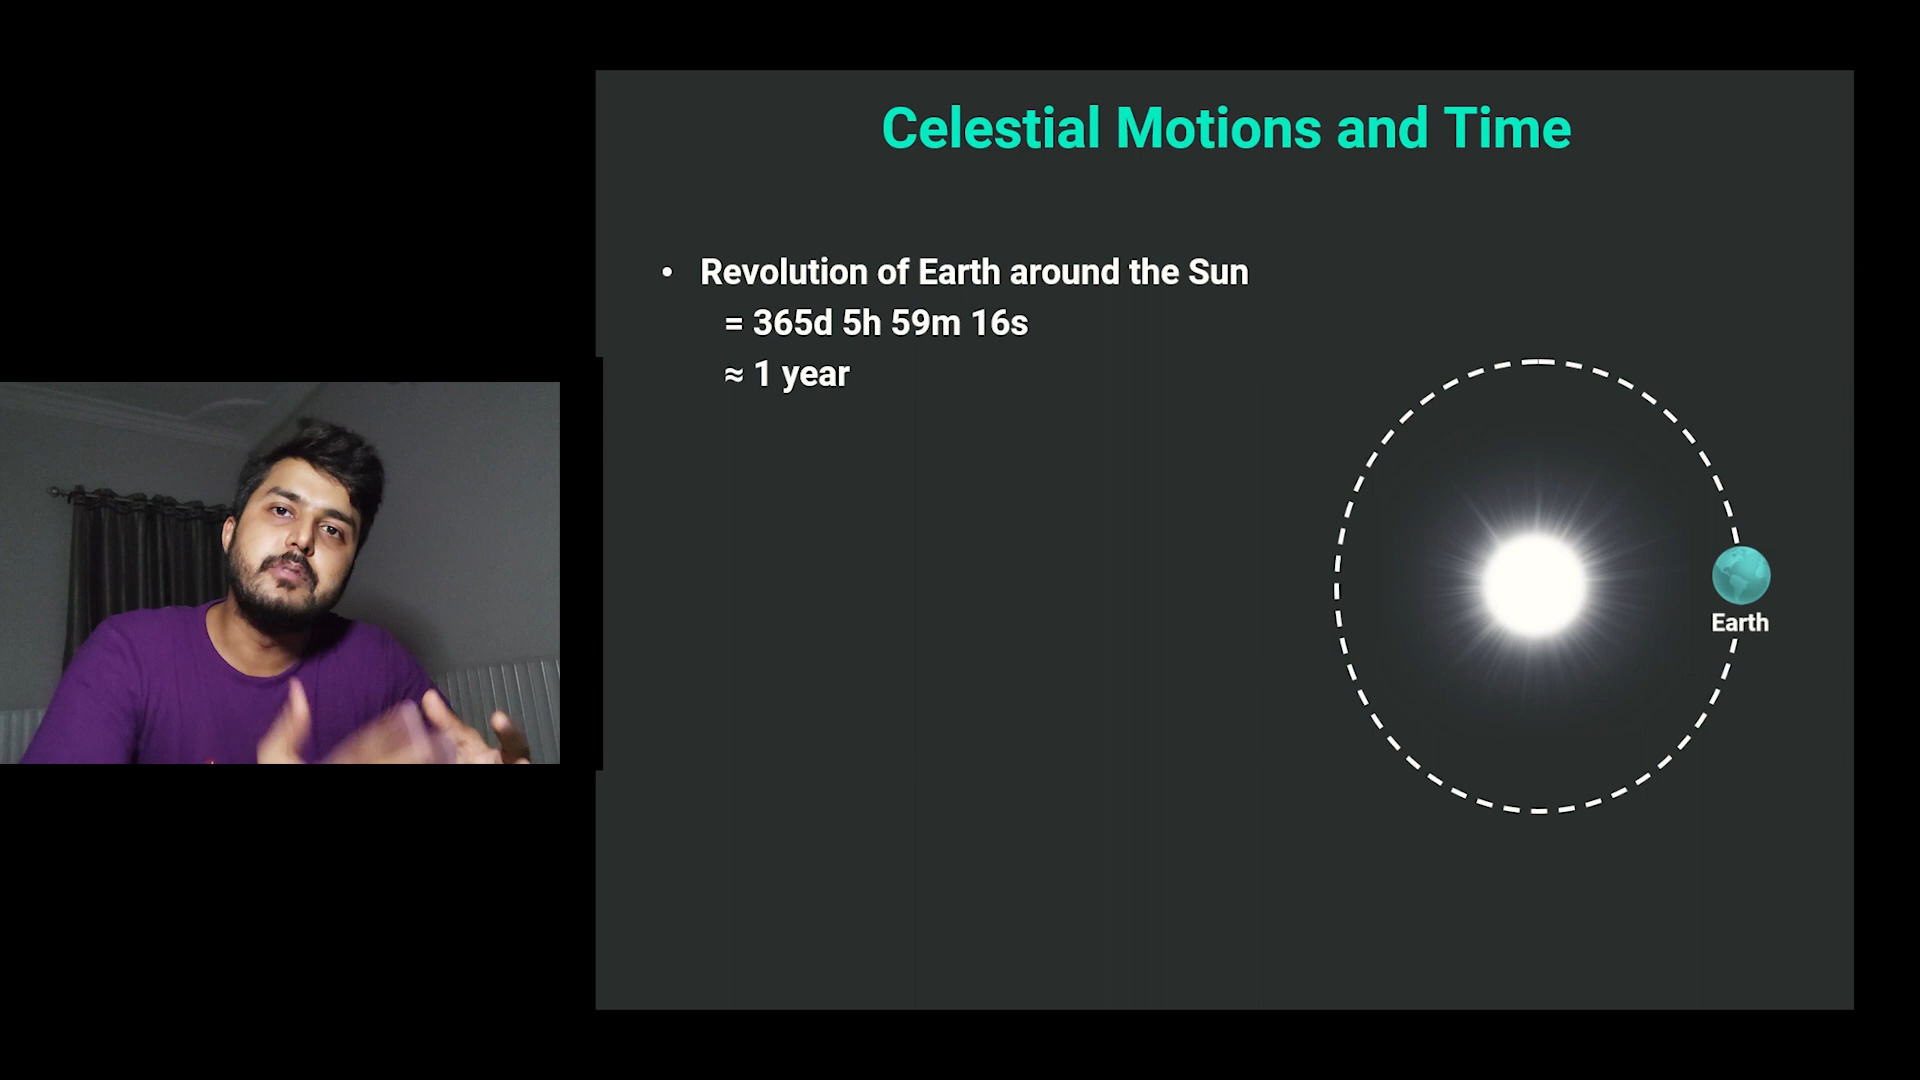 Celestial Motions and Time
• Revolution of Earth around the Sun
= 365d 5h 59m 16s
≈ 1 year
Earth